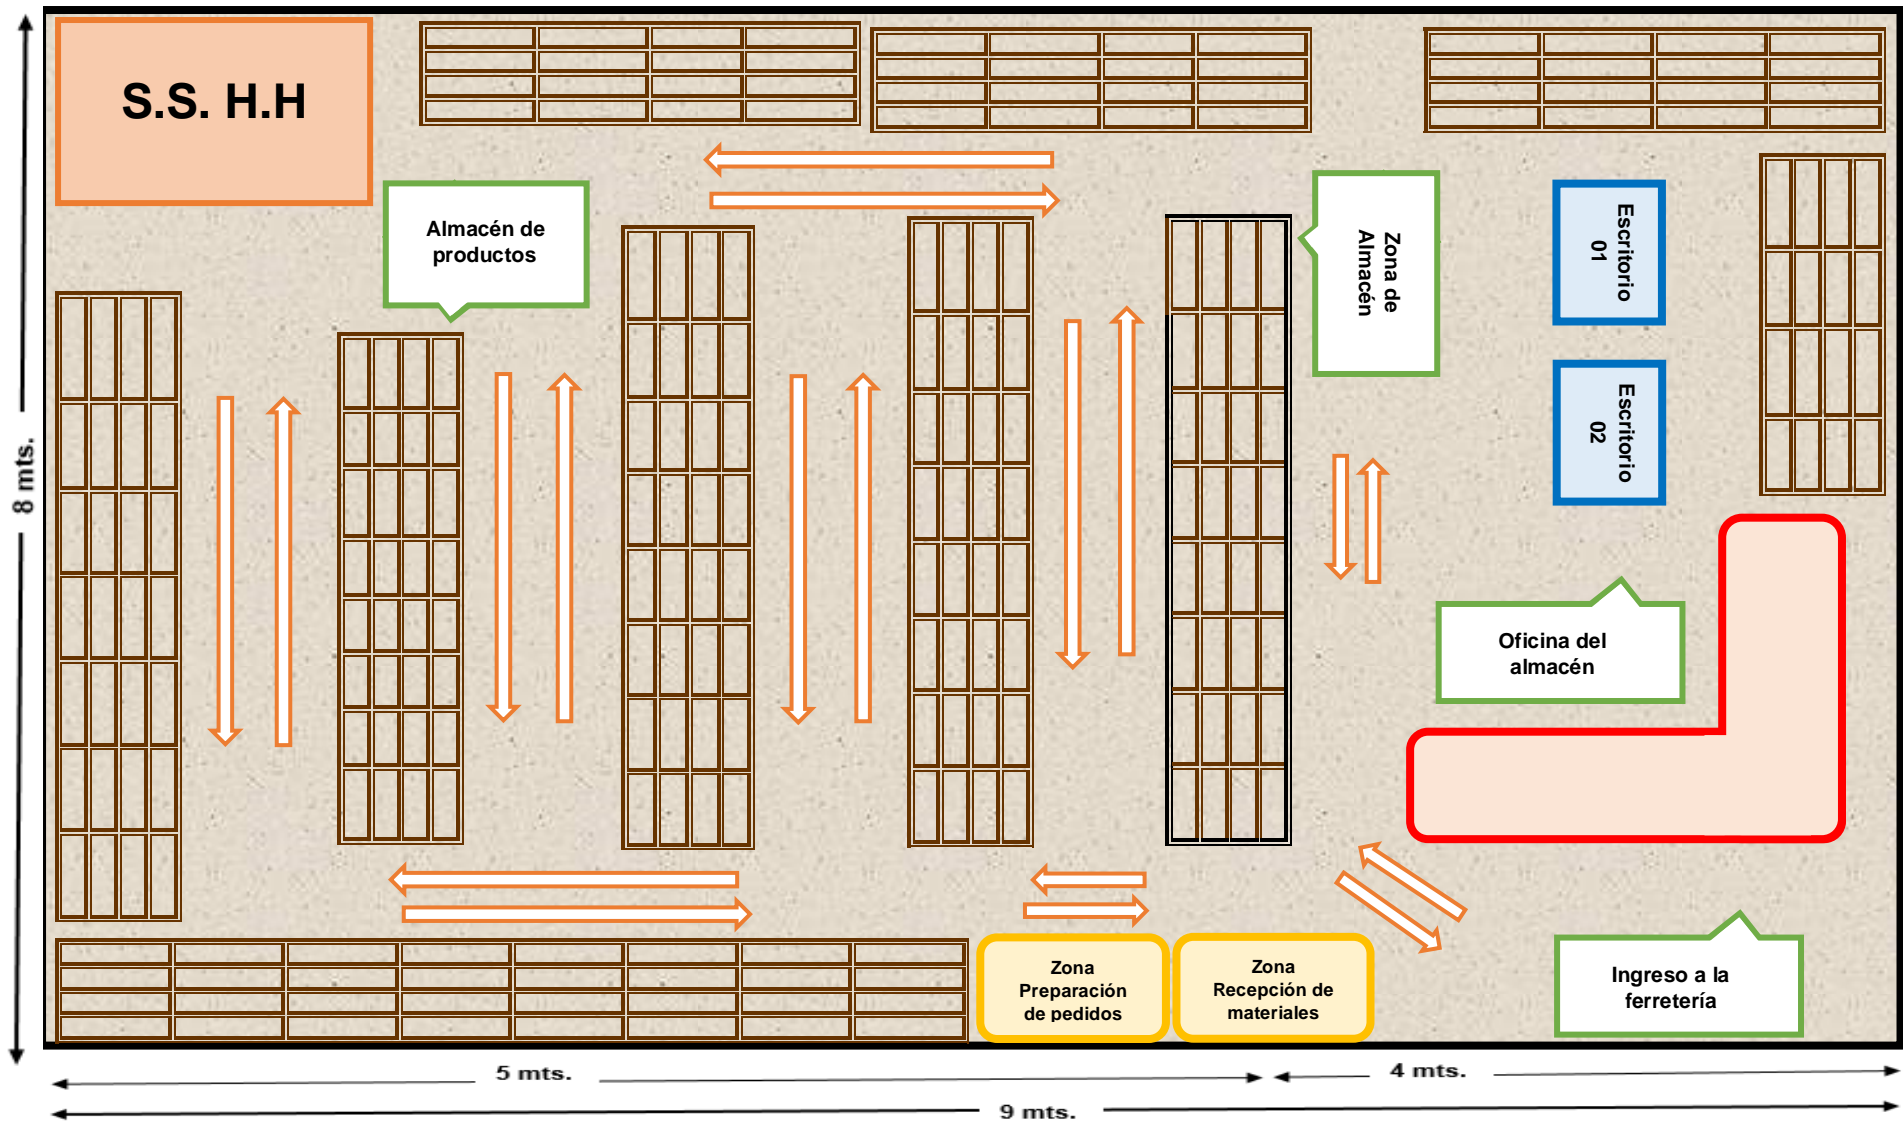 S.S. H.H
Almacén de
productos
Zona de
Almacén
Escritorio
01
Escritorio
02
8 mts.
Oficina del
almacén
Zona
Preparación
de pedidos
Zona
Recepción de
materiales
Ingreso a la
ferretería
5 mts.
4 mts.
9 mts.